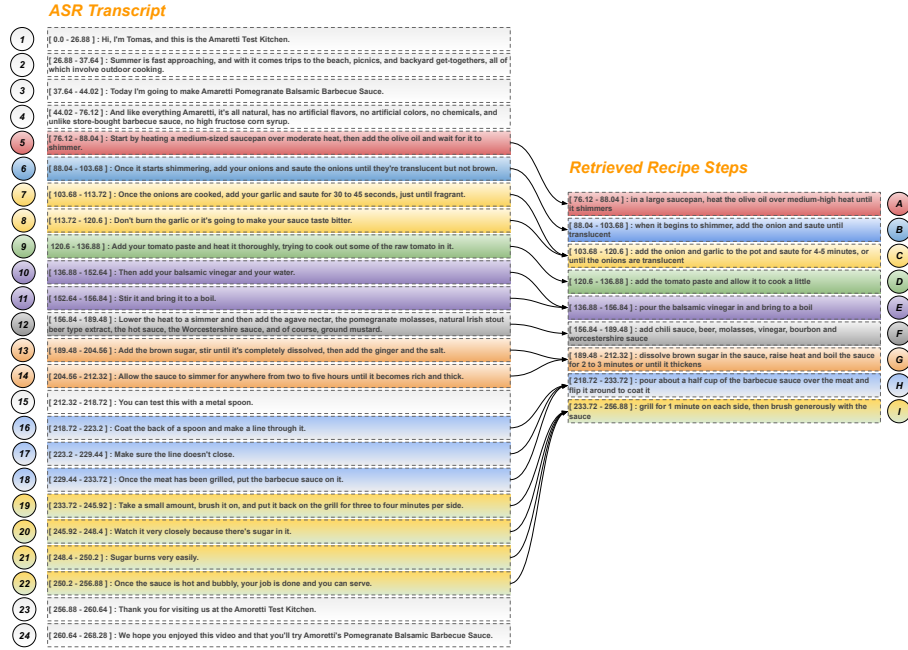 ASR Transcript
1
[ 0.0 - 26.88 ] : Hi, I'm Tomas, and this is the Amaretti Test Kitchen.
2
[ 26.88 - 37.64 ] : Summer is fast approaching, and with it comes trips to the beach, picnics, and backyard get-togethers, all of
which involve outdoor cooking.
3
[ 37.64 - 44.02 ] : Today I'm going to make Amaretti Pomegranate Balsamic Barbecue Sauce.
4
[ 44.02 - 76.12 ] : And like everything Amaretti, it's all natural, has no artificial flavors, no artificial colors, no chemicals, and
unlike store-bought barbecue sauce, no high fructose corn syrup.
5
[ 76.12 - 88.04 ] : Start by heating a medium-sized saucepan over moderate heat, then add the olive oil and wait for it to
shimmer.
6
[ 88.04 - 103.68 ] : Once it starts shimmering, add your onions and saute the onions until they're translucent but not brown.
7
[ 103.68 - 113.72 ] : Once the onions are cooked, add your garlic and saute for 30 to 45 seconds, just until fragrant.
8
[ 113.72 - 120.6 ] : Don't burn the garlic or it's going to make your sauce taste bitter.
9
[ 120.6 - 136.88 ] : Add your tomato paste and heat it thoroughly, trying to cook out some of the raw tomato in it.
10
[ 136.88 - 152.64 ] : Then add your balsamic vinegar and your water.
11
[ 152.64 - 156.84 ] : Stir it and bring it to a boil.
12
[ 156.84 - 189.48 ] : Lower the heat to a simmer and then add the agave nectar, the pomegranate molasses, natural Irish stout
beer type extract, the hot sauce, the Worcestershire sauce, and of course, ground mustard.
13
[ 189.48 - 204.56 ] : Add the brown sugar, stir until it's completely dissolved, then add the ginger and the salt.
14
[ 204.56 - 212.32 ] : Allow the sauce to simmer for anywhere from two to five hours until it becomes rich and thick.
15
[ 212.32 - 218.72 ] : You can test this with a metal spoon.
16
[ 218.72 - 223.2 ] : Coat the back of a spoon and make a line through it.
17
[ 223.2 - 229.44 ] : Make sure the line doesn't close.
18
[ 229.44 - 233.72 ] : Once the meat has been grilled, put the barbecue sauce on it.
19
[ 233.72 - 245.92 ] : Take a small amount, brush it on, and put it back on the grill for three to four minutes per side.
20
[ 245.92 - 248.4 ] : Watch it very closely because there's sugar in it.
21
[ 248.4 - 250.2 ] : Sugar burns very easily.
22
[ 250.2 - 256.88 ] : Once the sauce is hot and bubbly, your job is done and you can serve.
23
[ 256.88 - 260.64 ] : Thank you for visiting us at the Amoretti Test Kitchen.
24
[ 260.64 - 268.28 ] : We hope you enjoyed this video and that you'll try Amoretti's Pomegranate Balsamic Barbecue Sauce.
Retrieved Recipe Steps
[ 76.12 - 88.04 ] : in a large saucepan, heat the olive oil over medium-high heat until
it shimmers
A
[ 88.04 - 103.68 ] : when it begins to shimmer, add the onion and saute until
translucent
B
[ 103.68 - 120.6 ] : add the onion and garlic to the pot and saute for 4-5 minutes, or
until the onions are translucent
C
[ 120.6 - 136.88 ] : add the tomato paste and allow it to cook a little
D
[ 136.88 - 156.84 ] : pour the balsamic vinegar in and bring to a boil
E
[ 156.84 - 189.48 ] : add chili sauce, beer, molasses, vinegar, bourbon and
worcestershire sauce
F
[ 189.48 - 212.32 ] : dissolve brown sugar in the sauce, raise heat and boil the sauce
for 2 to 3 minutes or until it thickens
G
[ 218.72 - 233.72 ] : pour about a half cup of the barbecue sauce over the meat and
flip it around to coat it
H
[ 233.72 - 256.88 ] : grill for 1 minute on each side, then brush generously with the
sauce
I